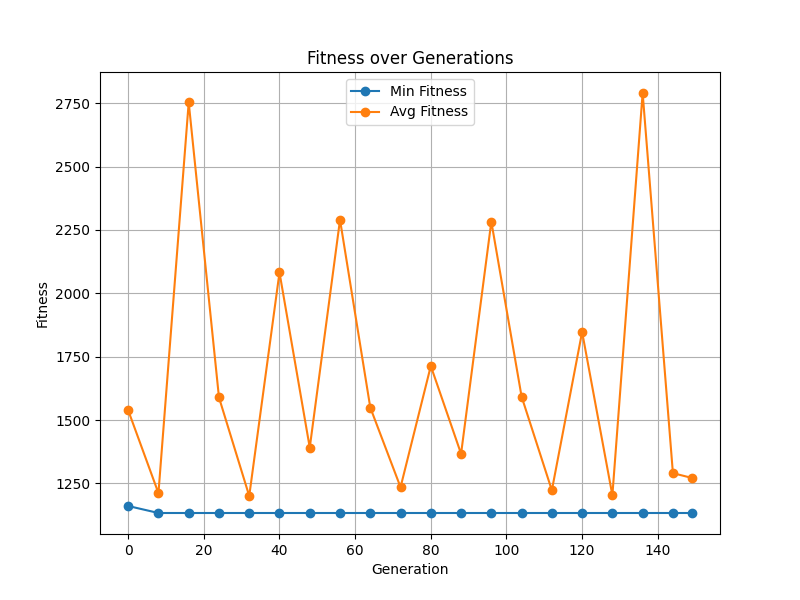 Fitness over Generations
Min Fitness
Avg Fitness
Fitness
2750
2500
2250
2000
1750
1500
1250
0 20 40 60 80 100 120 140
Generation